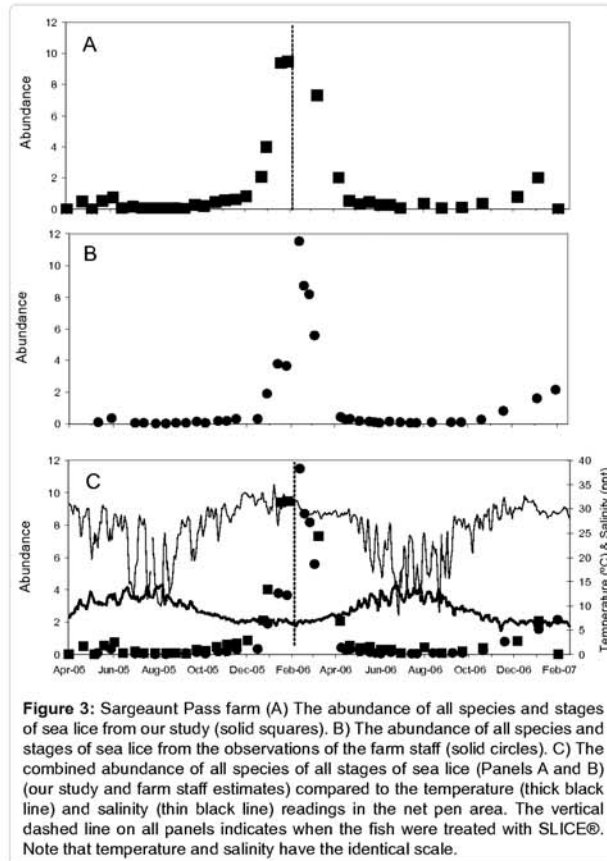 12
10
8
6
4
2
0
Abundance
A
12
10
8
6
4
2
0
Abundance
B
12
10
8
6
4
2
0
Abundance
C
40
35
30
25
20
15
10
5
0
Temperature (°C) & Salinity (ppt)
Apr-05 Jun-05 Aug-05 Oct-05 Dec-05 Feb-06 Apr-06 Jun-06 Aug-06 Oct-06 Dec-06 Feb-07
Figure 3: Sargeaunt Pass farm (A) The abundance of all species and stages
of sea lice from our study (solid squares). B) The abundance of all species and
stages of sea lice from the observations of the farm staff (solid circles). C) The
combined abundance of all species of all stages of sea lice (Panels A and B)
(our study and farm staff estimates) compared to the temperature (thick black
line) and salinity (thin black line) readings in the net pen area. The vertical
dashed line on all panels indicates when the fish were treated with SLICE®.
Note that temperature and salinity have the identical scale.